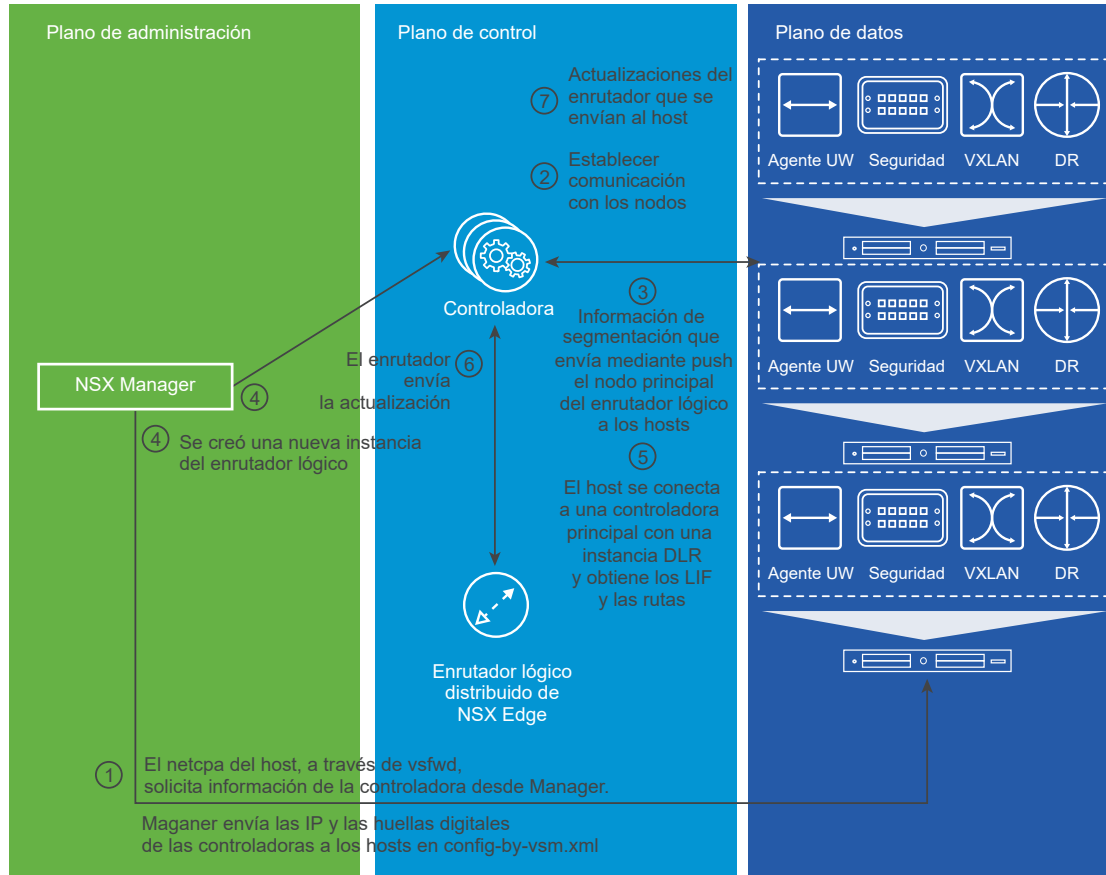 Plano de administración
Plano de control
Plano de datos
7
Actualizaciones del
enrutador que se
envían al host
2
Establecer
comunicación
con los nodos
Agente UW Seguridad VXLAN DR
Controladora
3
Información de
segmentación que
envía mediante push
el nodo principal
del enrutador lógico
a los hosts
Agente UW Seguridad VXLAN DR
El enrutador
envía
la actualización
6
NSX Manager
4
4
Se creó una nueva instancia
del enrutador lógico
5
El host se conecta
a una controladora
principal con una
instancia DLR
y obtiene los LIF
y las rutas
Agente UW Seguridad VXLAN DR
Enrutador lógico
distribuido de
NSX Edge
1
El netcpa del host, a través de vsfwd,
solicita información de la controladora desde Manager.
Maganer envía las IP y las huellas digitales
de las controladoras a los hosts en config-by-vsm.xml